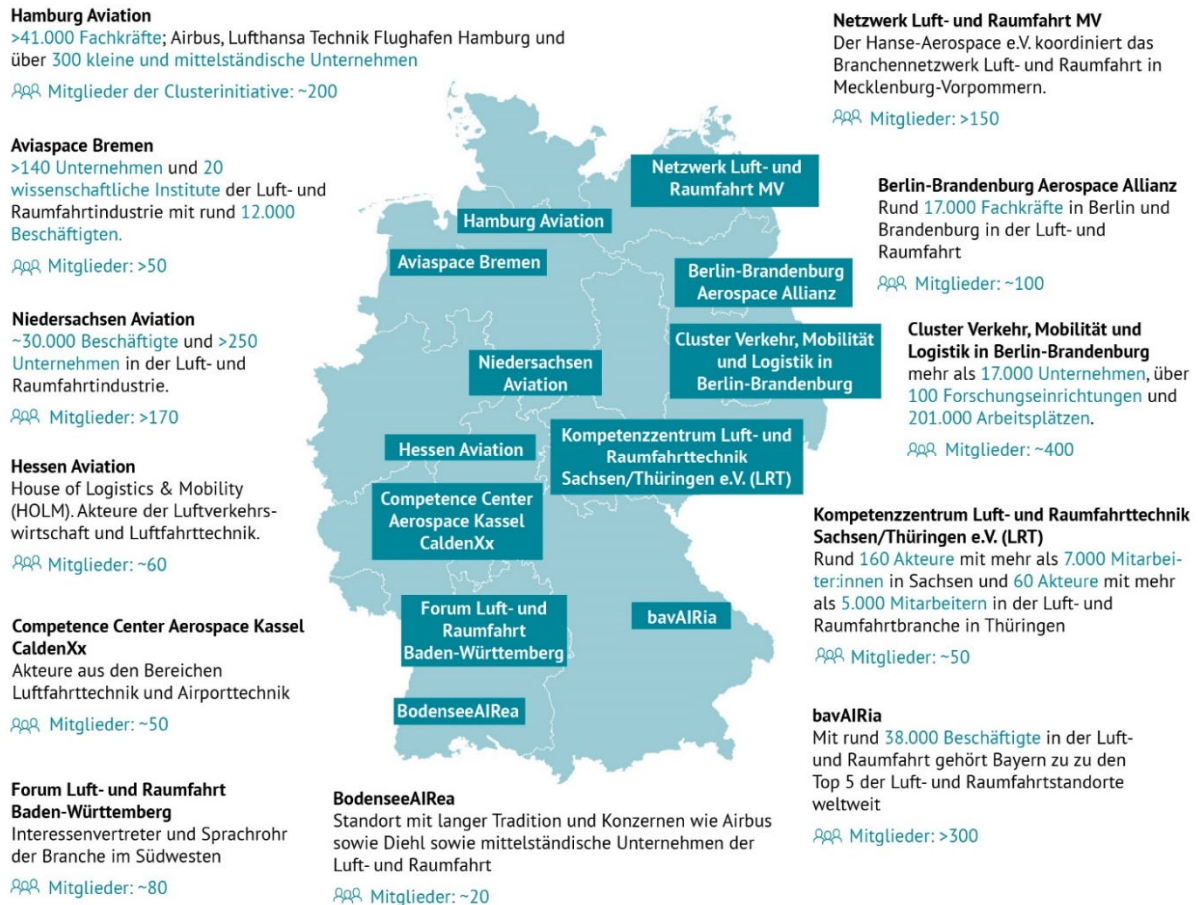 Hamburg Aviation
>41.000 Fachkräfte; Airbus, Lufthansa Technik Flughafen Hamburg und
über 300 kleine und mittelständische Unternehmen
Mitglieder der Clusterinitiative: ~200
Aviaspace Bremen
>140 Unternehmen und 20
wissenschaftliche Institute der Luft- und
Raumfahrtindustrie mit rund 12.000
Beschäftigten.
Mitglieder: >50
Niedersachsen Aviation
~30.000 Beschäftigte und >250
Unternehmen in der Luft- und
Raumfahrtindustrie.
Mitglieder: >170
Hessen Aviation
House of Logistics & Mobility
(HOLM). Akteure der Luftverkehrs-
wirtschaft und Luftfahrttechnik.
Mitglieder: ~60
Competence Center Aerospace Kassel
CaldenXx
Akteure aus den Bereichen
Luftfahrttechnik und Airporttechnik
Mitglieder: ~50
Forum Luft- und Raumfahrt
Baden-Württemberg
Interessenvertreter und Sprachrohr
der Branche im Südwesten
Mitglieder: ~80
Netzwerk Luft- und
Raumfahrt MV
Hamburg Aviation
Aviaspace Bremen
Berlin-Brandenburg
Aerospace Allianz
Cluster Verkehr, Mobilität
und Logistik in
Berlin-Brandenburg
Niedersachsen
Aviation
Hessen Aviation
Kompetenzzentrum Luft- und
Raumfahrttechnik
Sachsen/Thüringen e.V. (LRT)
Competence Center
Aerospace Kassel
CaldenXx
Forum Luft- und
Raumfahrt
Baden-Württemberg
bavAIRia
BodenseeAIRea
BodenseeAIRea
Standort mit langer Tradition und Konzernen wie Airbus
sowie Diehl sowie mittelständische Unternehmen der
Luft- und Raumfahrt
Mitglieder: ~20
Netzwerk Luft- und Raumfahrt MV
Der Hanse-Aerospace e.V. koordiniert das
Branchennetzwerk Luft- und Raumfahrt in
Mecklenburg-Vorpommern.
Mitglieder: >150
Berlin-Brandenburg Aerospace Allianz
Rund 17.000 Fachkräfte in Berlin und
Brandenburg in der Luft- und
Raumfahrt
Mitglieder: ~100
Cluster Verkehr, Mobilität und
Logistik in Berlin-Brandenburg
mehr als 17.000 Unternehmen, über
100 Forschungseinrichtungen und
201.000 Arbeitsplätzen.
Mitglieder: ~400
Kompetenzzentrum Luft- und Raumfahrttechnik
Sachsen/Thüringen e.V. (LRT)
Rund 160 Akteure mit mehr als 7.000 Mitarbei-
ter:innen in Sachsen und 60 Akteure mit mehr
als 5.000 Mitarbeitern in der Luft- und
Raumfahrtbranche in Thüringen
Mitglieder: ~50
bavAIRia
Mit rund 38.000 Beschäftigte in der Luft-
und Raumfahrt gehört Bayern zu zu den
Top 5 der Luft- und Raumfahrtstandorte
weltweit
Mitglieder: >300